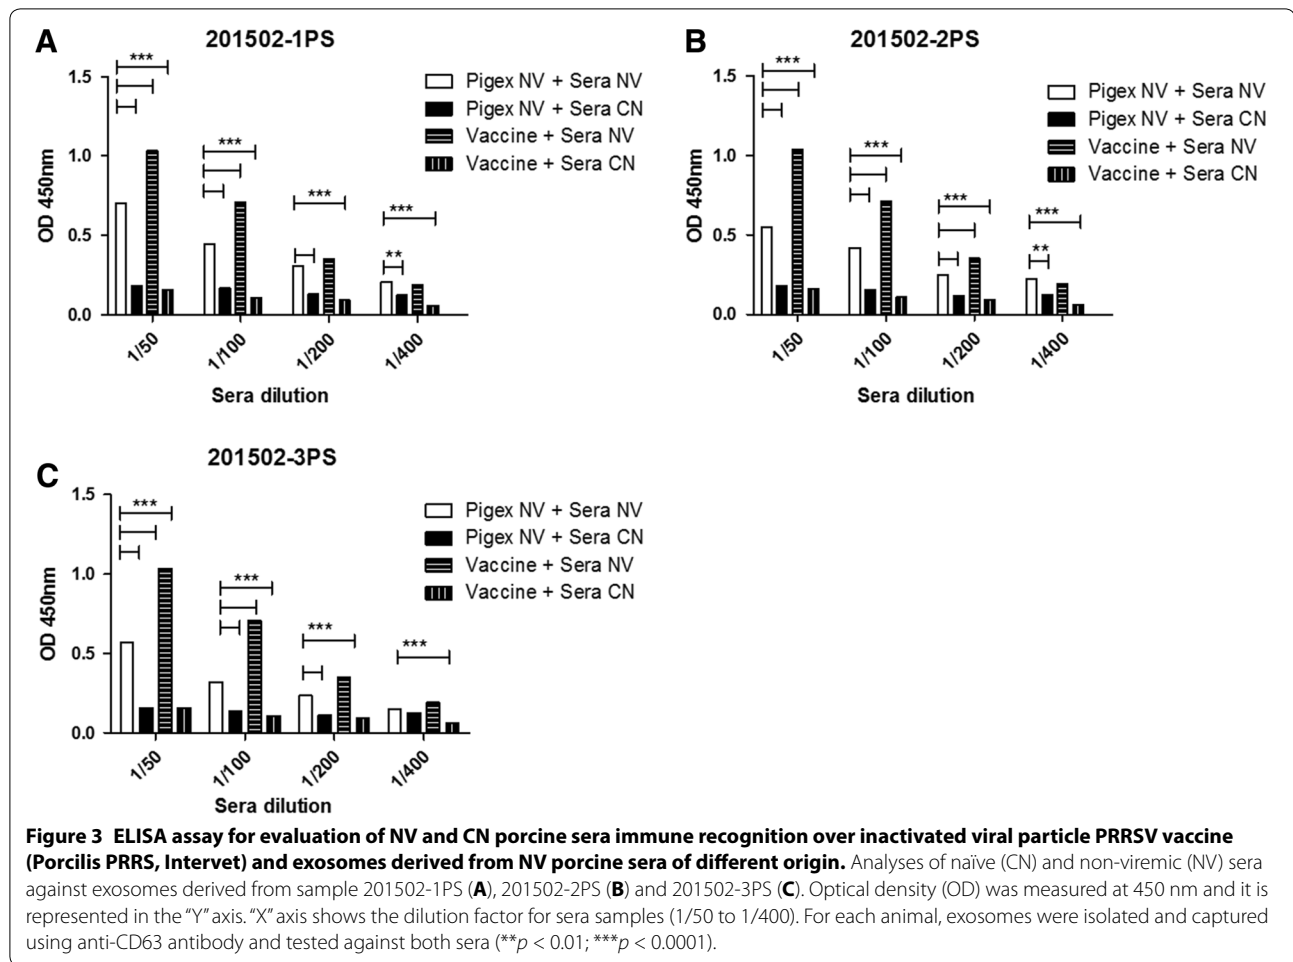 A
201502-1PS
***
***
***
***
**
1.5
1.0
0.5
0.0
OD 450nm
1/50
1/100
1/200
1/400
Sera dilution
Pigex NV + Sera NV
Pigex NV + Sera CN
Vaccine + Sera NV
Vaccine + Sera CN
B
201502-2PS
***
***
***
***
**
1.5
1.0
0.5
0.0
OD 450nm
1/50
1/100
1/200
1/400
Sera dilution
Pigex NV + Sera NV
Pigex NV + Sera CN
Vaccine + Sera NV
Vaccine + Sera CN
C
201502-3PS
***
***
***
***
1.5
1.0
0.5
0.0
OD 450nm
1/50
1/100
1/200
1/400
Sera dilution
Pigex NV + Sera NV
Pigex NV + Sera CN
Vaccine + Sera NV
Vaccine + Sera CN
Figure 3 ELISA assay for evaluation of NV and CN porcine sera immune recognition over inactivated viral particle PRRSV vaccine
(Porcilis PRRS, Intervet) and exosomes derived from NV porcine sera of different origin. Analyses of naïve (CN) and non-viremic (NV) sera
against exosomes derived from sample 201502-1PS (A), 201502-2PS (B) and 201502-3PS (C). Optical density (OD) was measured at 450 nm and it is
represented in the “Y” axis. “X” axis shows the dilution factor for sera samples (1/50 to 1/400). For each animal, exosomes were isolated and captured
using anti-CD63 antibody and tested against both sera (**p < 0.01; ***p < 0.0001).